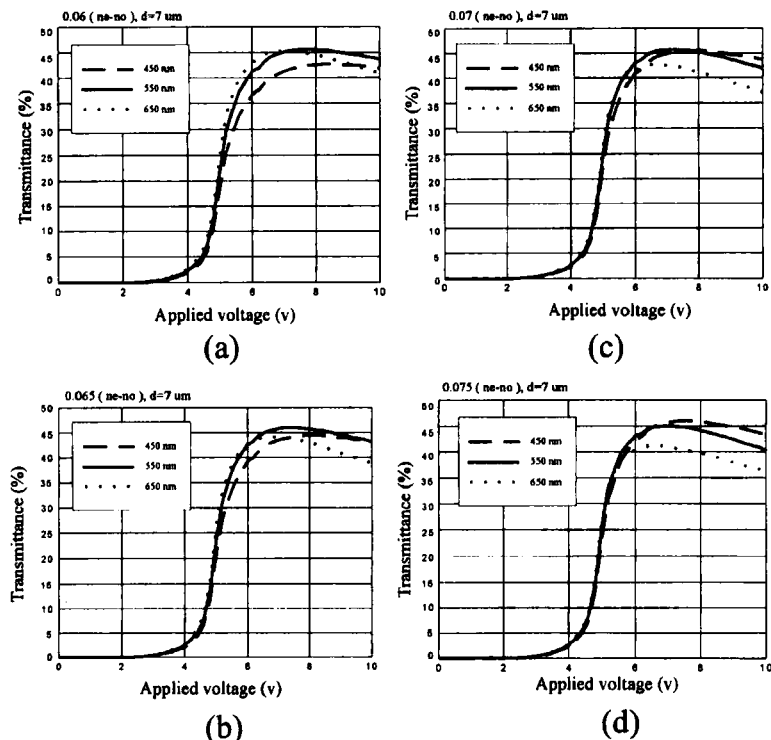 0.06 ( ne-no ), d=7 um
Transmittance (%)
50
45
40
35
30
25
20
15
10
5
0
450 nm
550 nm
650 nm
0 2 4 6 8 10
Applied voltage (v)
(a)
0.07 ( ne-no ), d=7 um
Transmittance (%)
50
45
40
35
30
25
20
15
10
5
0
450 nm
550 nm
650 nm
0 2 4 6 8 10
Applied voltage (v)
(c)
0.065 ( ne-no ), d=7 um
Transmittance (%)
50
45
40
35
30
25
20
15
10
5
0
450 nm
550 nm
650 nm
0 2 4 6 8 10
Applied voltage (v)
(b)
0.075 ( ne-no ), d=7 um
Transmittance (%)
50
45
40
35
30
25
20
15
10
5
0
450 nm
550 nm
650 nm
0 2 4 6 8 10
Applied voltage (v)
(d)